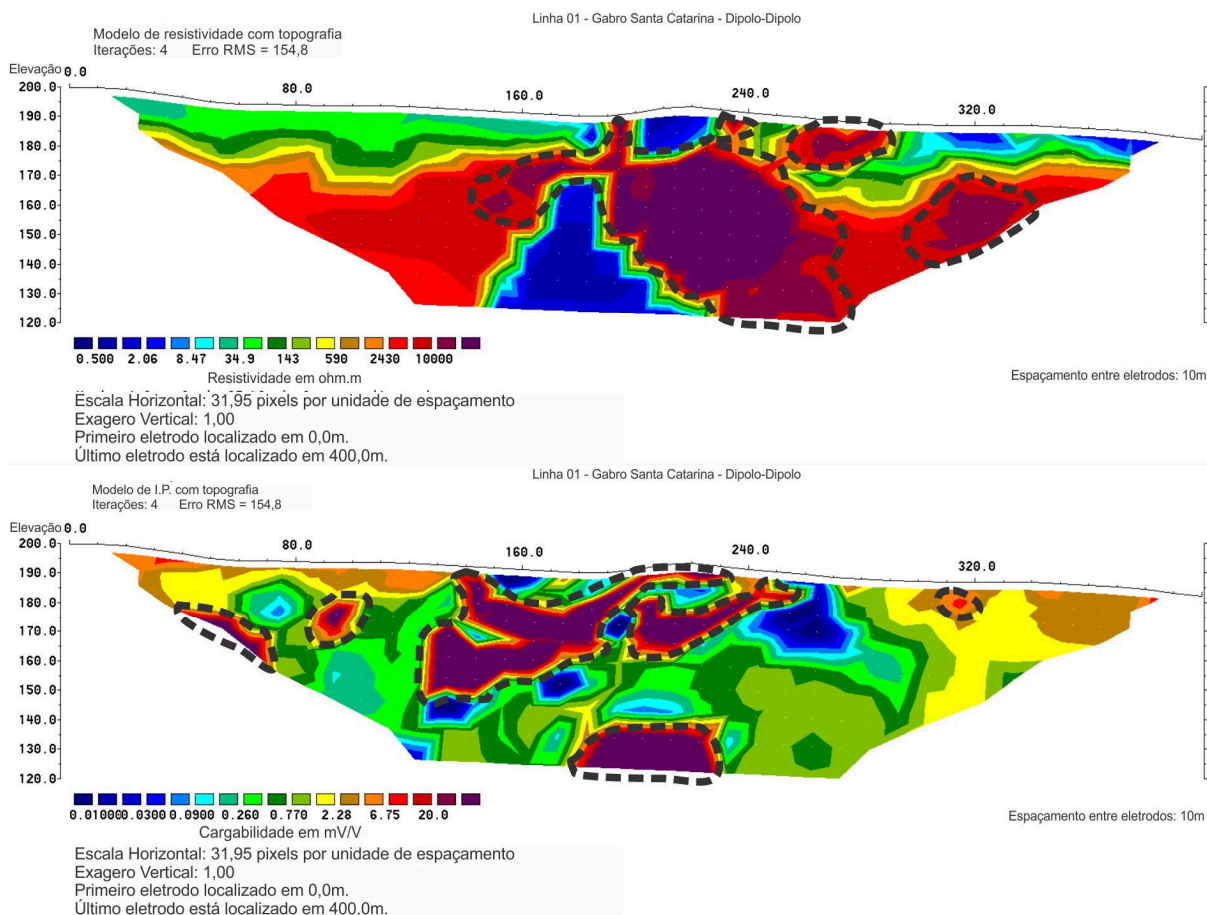 Linha 01 - Gabro Santa Catarina - Dipolo-Dipolo
Modelo de resistividade com topografia
Iterações: 4 Erro RMS = 154,8
Elevação 0.0
80.0
160.0
240.0
320.0
200.0
190.0
180.0
170.0
160.0
150.0
140.0
130.0
120.0
0.500 2.06 8.47 34.9 143 590 2430 10000
Resistividade em ohm.m
Espaçamento entre eletrodos: 10m
Escala Horizontal: 31,95 pixels por unidade de espaçamento
Exagero Vertical: 1,00
Primeiro eletrodo localizado em 0,0m.
Último eletrodo está localizado em 400,0m.
Linha 01 - Gabro Santa Catarina - Dipolo-Dipolo
Modelo de I.P. com topografia
Iterações: 4 Erro RMS = 154,8
Elevação 0.0
80.0
160.0
240.0
320.0
200.0
190.0
180.0
170.0
160.0
150.0
140.0
130.0
120.0
0.01000 0.0300 0.0900 0.260 0.770 2.28 6.75 20.0
Cargabilidade em mV/V
Espaçamento entre eletrodos: 10m
Escala Horizontal: 31,95 pixels por unidade de espaçamento
Exagero Vertical: 1,00
Primeiro eletrodo localizado em 0,0m.
Último eletrodo está localizado em 400,0m.